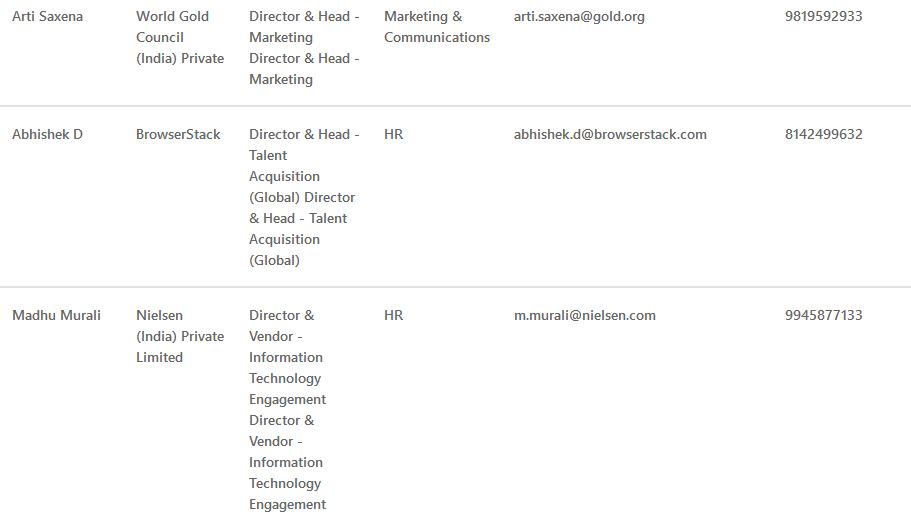 Arti Saxena
World Gold
Council
(India) Private
Director & Head -
Marketing
Director & Head -
Marketing
Marketing &
Communications
arti.saxena@gold.org
9819592933
Abhishek D
BrowserStack
Director & Head -
Talent
Acquisition
(Global) Director
& Head - Talent
Acquisition
(Global)
HR
abhishek.d@browserstack.com
8142499632
Madhu Murali
Nielsen
(India) Private
Limited
Director &
Vendor -
Information
Technology
Engagement
Director &
Vendor -
Information
Technology
Engagement
HR
m.murali@nielsen.com
9945877133